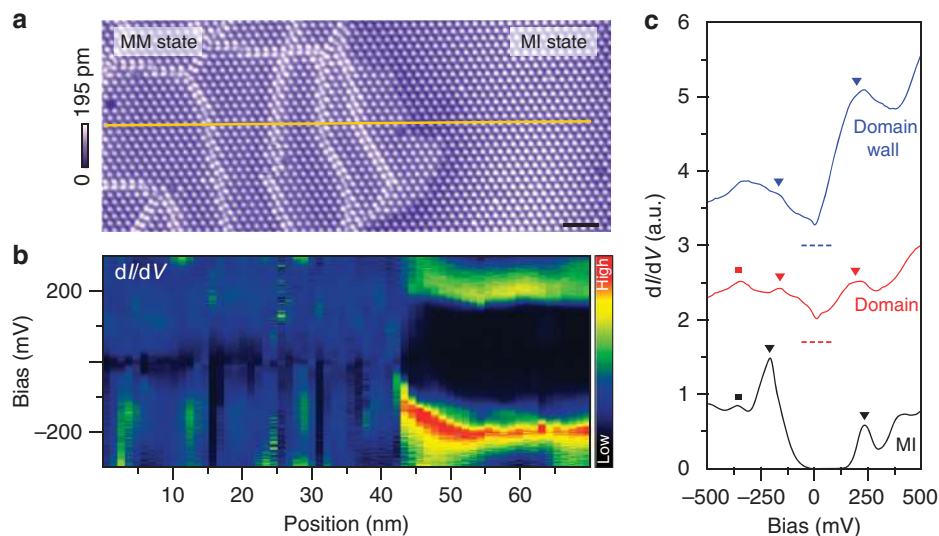 a
MM state
MI state
0
195 pm
b
dI/dV
High
Low
200
0
−200
Bias (mV)
10
20
30
40
50
60
Position (nm)
c
6
5
4
3
2
1
0
dI/dV (a.u.)
Domain
wall
Domain
MI
−500
−250
0
250
500
Bias (mV)